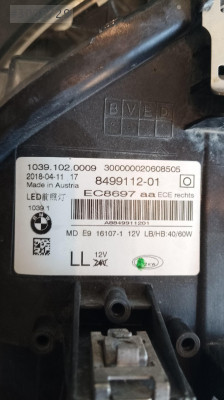 BVEP
1039.102.0009 300000020608505
2018-04-11 17
Made in Austria
8499112-01
EC8697 aa ECE rechts
LED前照灯
1039.1
A8849911201
MD E9 16107-1 12V LB/HB:40/60W
LL 12V
24V